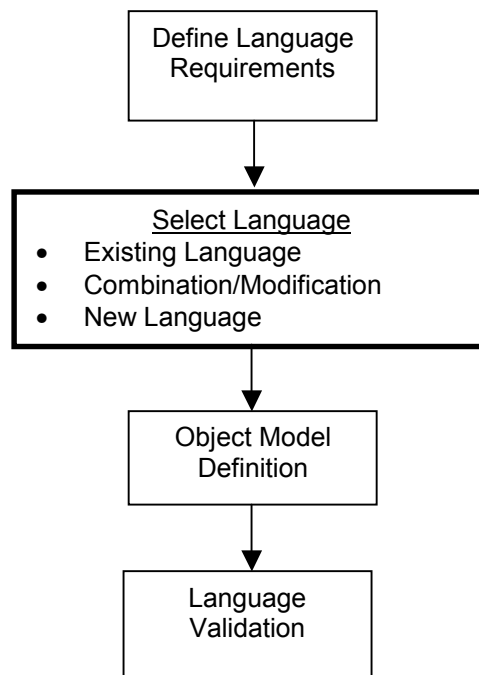 Define Language
Requirements
Select Language
• Existing Language
• Combination/Modification
• New Language
Object Model
Definition
Language
Validation